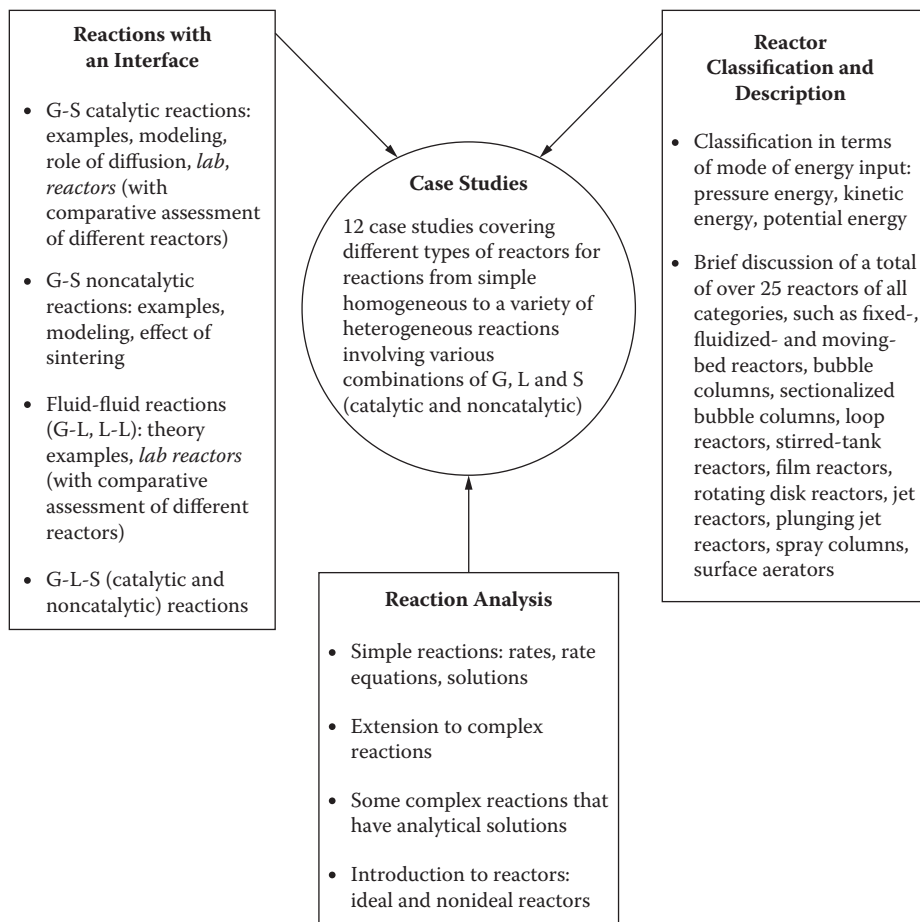 Reactions with
an Interface
• G-S catalytic reactions:
examples, modeling,
role of diffusion, lab,
reactors (with
comparative assessment
of different reactors)
• G-S noncatalytic
reactions: examples,
modeling, effect of
sintering
• Fluid-fluid reactions
(G-L, L-L): theory
examples, lab reactors
(with comparative
assessment of different
reactors)
• G-L-S (catalytic and
noncatalytic) reactions
Case Studies
12 case studies covering
different types of reactors for
reactions from simple
homogeneous to a variety of
heterogeneous reactions
involving various
combinations of G, L and S
(catalytic and noncatalytic)
Reactor
Classification and
Description
• Classification in terms
of mode of energy input:
pressure energy, kinetic
energy, potential energy
• Brief discussion of a total
of over 25 reactors of all
categories, such as fixed-,
fluidized- and moving-
bed reactors, bubble
columns, sectionalized
bubble columns, loop
reactors, stirred-tank
reactors, film reactors,
rotating disk reactors, jet
reactors, plunging jet
reactors, spray columns,
surface aerators
Reaction Analysis
• Simple reactions: rates, rate
equations, solutions
• Extension to complex
reactions
• Some complex reactions that
have analytical solutions
• Introduction to reactors:
ideal and nonideal reactors